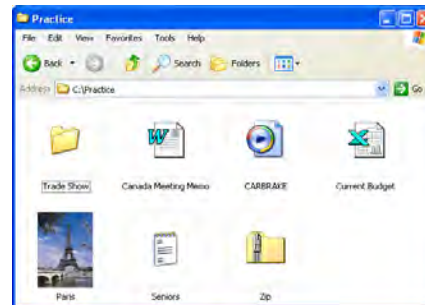 Practice
File Edit View Favorites Tools Help
Back Search Folders
Address C:\Practice Go
Trade Show Canada Meeting Memo CARBRAKE Current Budget
Paris Seniors Zip